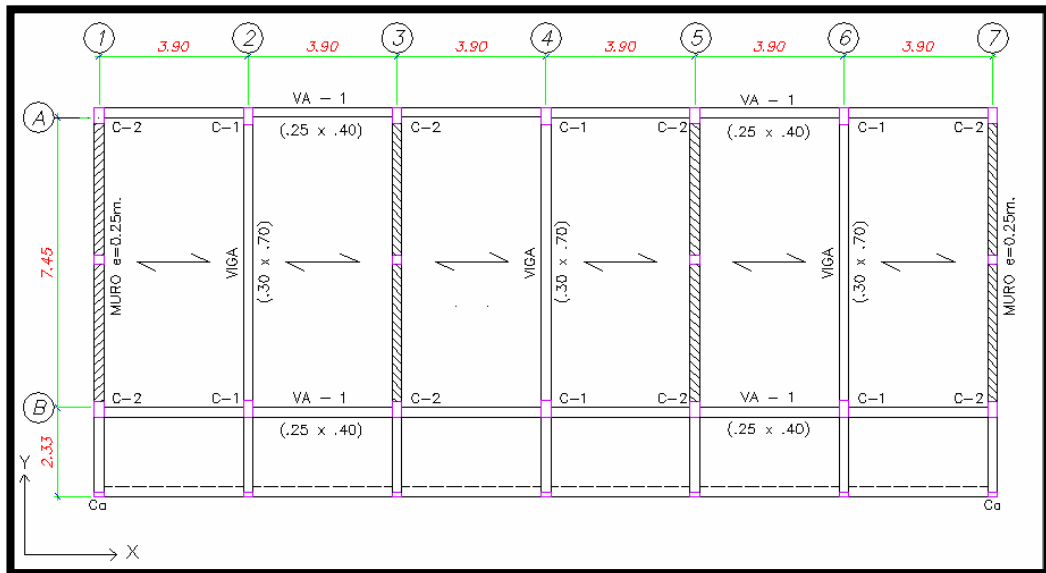 1 2 3 4 5 6 7
3.90 3.90 3.90 3.90 3.90 3.90
VA - 1 VA - 1
A
C-2 C-1 (.25 x .40) C-2 C-1 C-2 (.25 x .40) C-1 C-2
7.45
MURO e=0.25m.
VIGA
(.30 x .70)
VIGA
(.30 x .70)
VIGA
(.30 x .70)
MURO e=0.25m.
C-2 C-1 VA - 1 C-2 C-1 C-2 VA - 1 C-1 C-2
B
(.25 x .40) (.25 x .40)
2.33
Y
Ca Ca
X